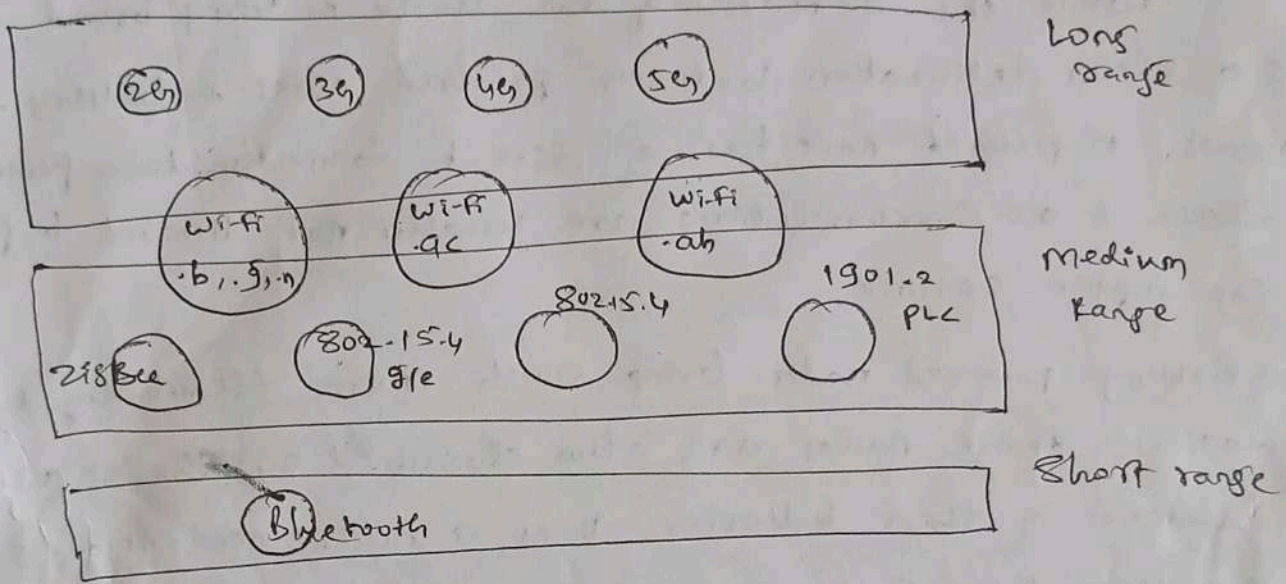 Long
range
2G 3G 4G 5G
Wi-Fi
.b, .g, .n
Wi-Fi
.ac
Wi-Fi
.ah
Medium
Range
ZigBee
802.15.4
g/e
802.15.4
1901.2
PLC
Short range
Bluetooth